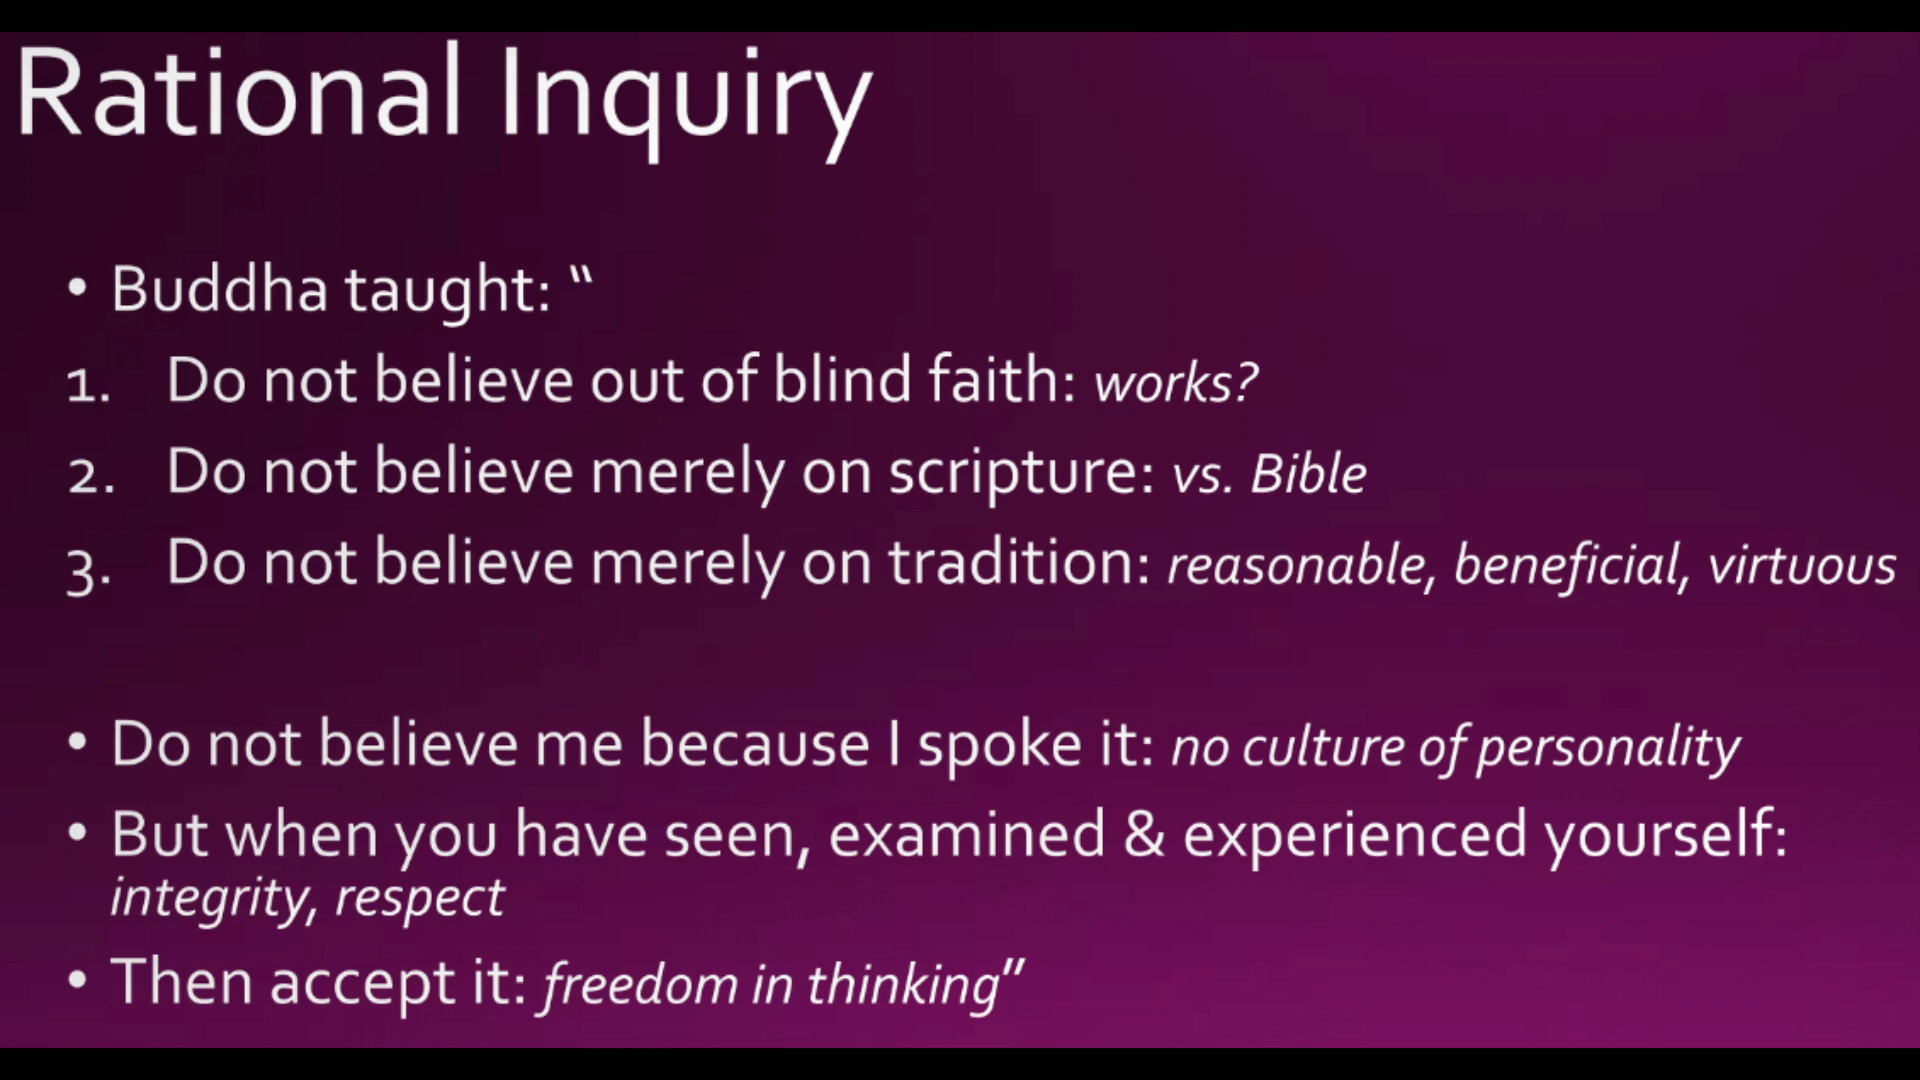 Rational Inquiry
• Buddha taught: “
1. Do not believe out of blind faith: works?
2. Do not believe merely on scripture: vs. Bible
3. Do not believe merely on tradition: reasonable, beneficial, virtuous
• Do not believe me because I spoke it: no culture of personality
• But when you have seen, examined & experienced yourself:
integrity, respect
• Then accept it: freedom in thinking”